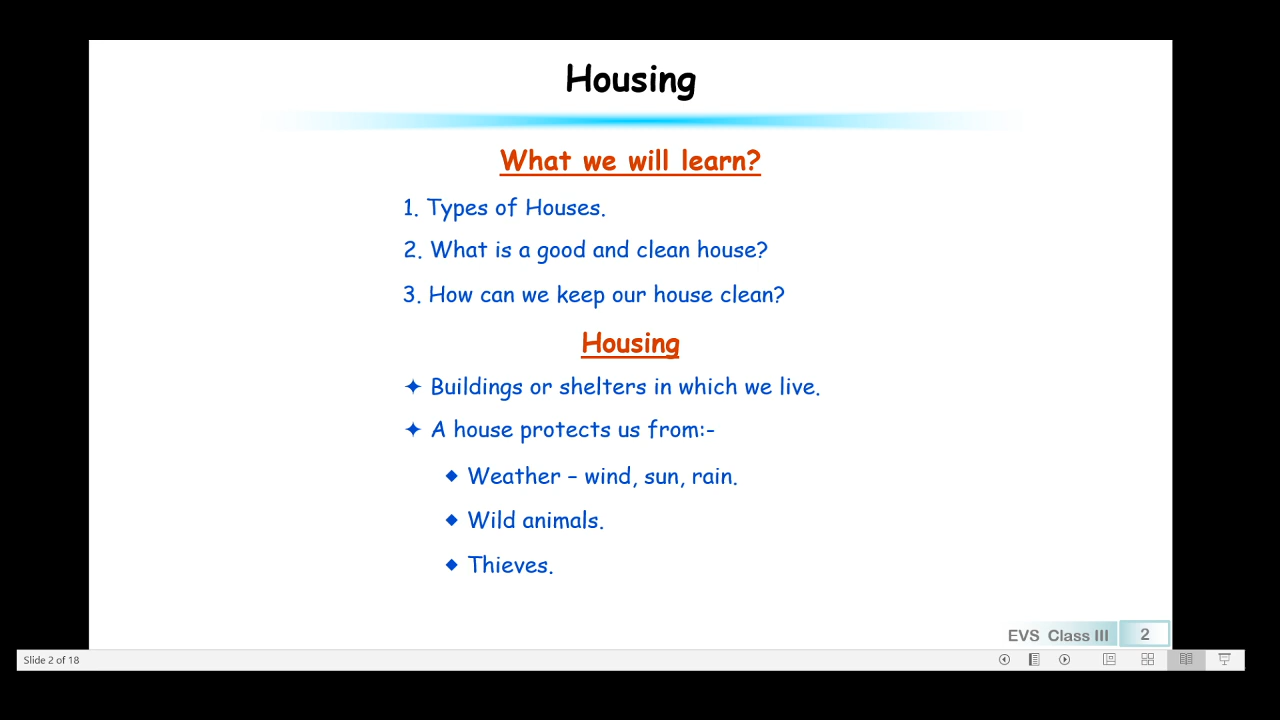 Housing
What we will learn?
1. Types of Houses.
2. What is a good and clean house?
3. How can we keep our house clean?
Housing
✦ Buildings or shelters in which we live.
✦ A house protects us from:-
◆ Weather – wind, sun, rain.
◆ Wild animals.
◆ Thieves.
EVS Class III 2
Slide 2 of 18